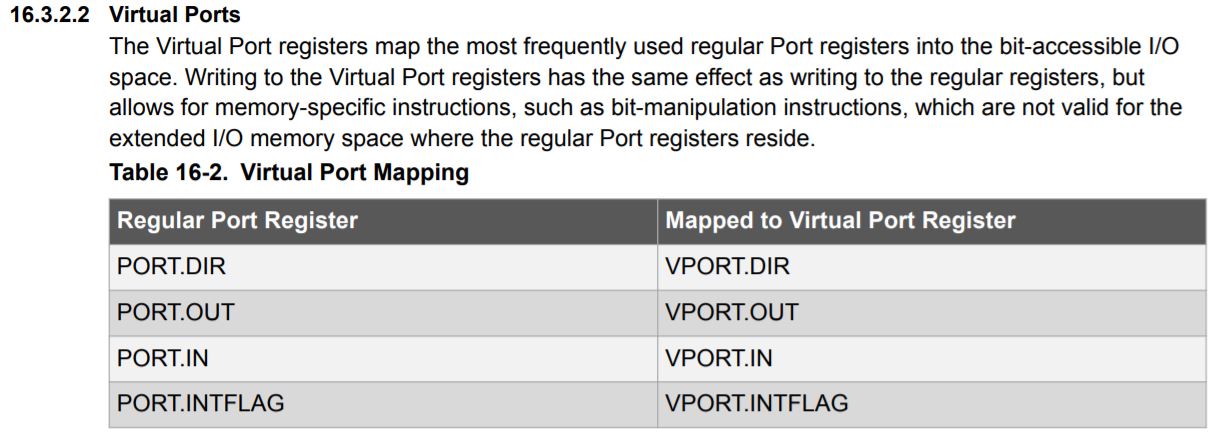 16.3.2.2 Virtual Ports
The Virtual Port registers map the most frequently used regular Port registers into the bit-accessible I/O
space. Writing to the Virtual Port registers has the same effect as writing to the regular registers, but
allows for memory-specific instructions, such as bit-manipulation instructions, which are not valid for the
extended I/O memory space where the regular Port registers reside.
Table 16-2. Virtual Port Mapping
Regular Port Register Mapped to Virtual Port Register
PORT.DIR VPORT.DIR
PORT.OUT VPORT.OUT
PORT.IN VPORT.IN
PORT.INTFLAG VPORT.INTFLAG